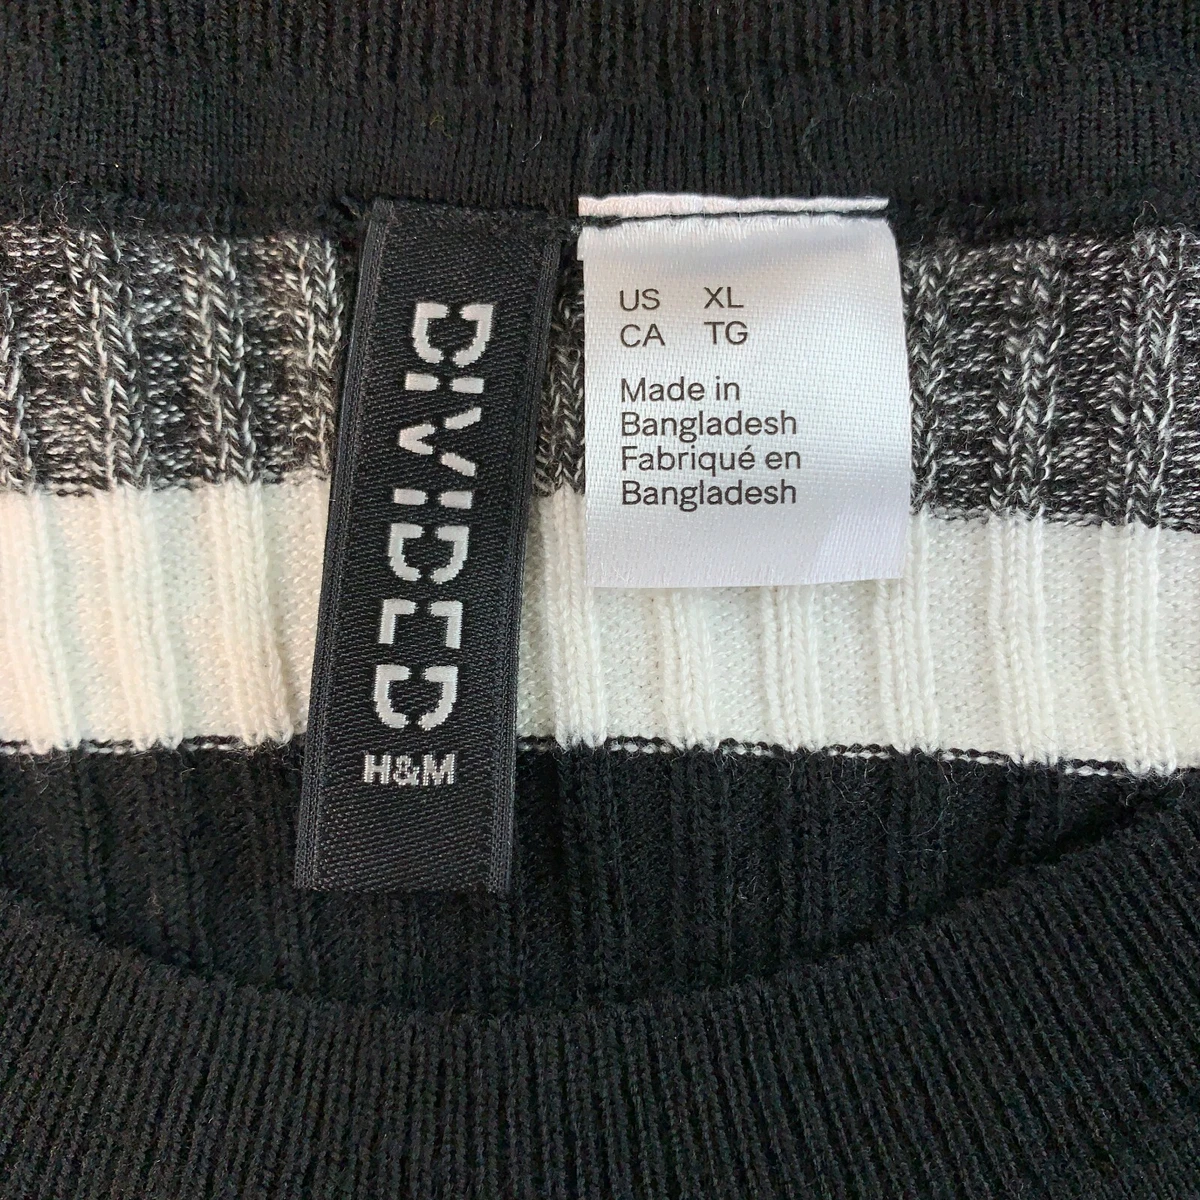 DIVIDED
H&M
US XL
CA TG
Made in
Bangladesh
Fabriqué en
Bangladesh